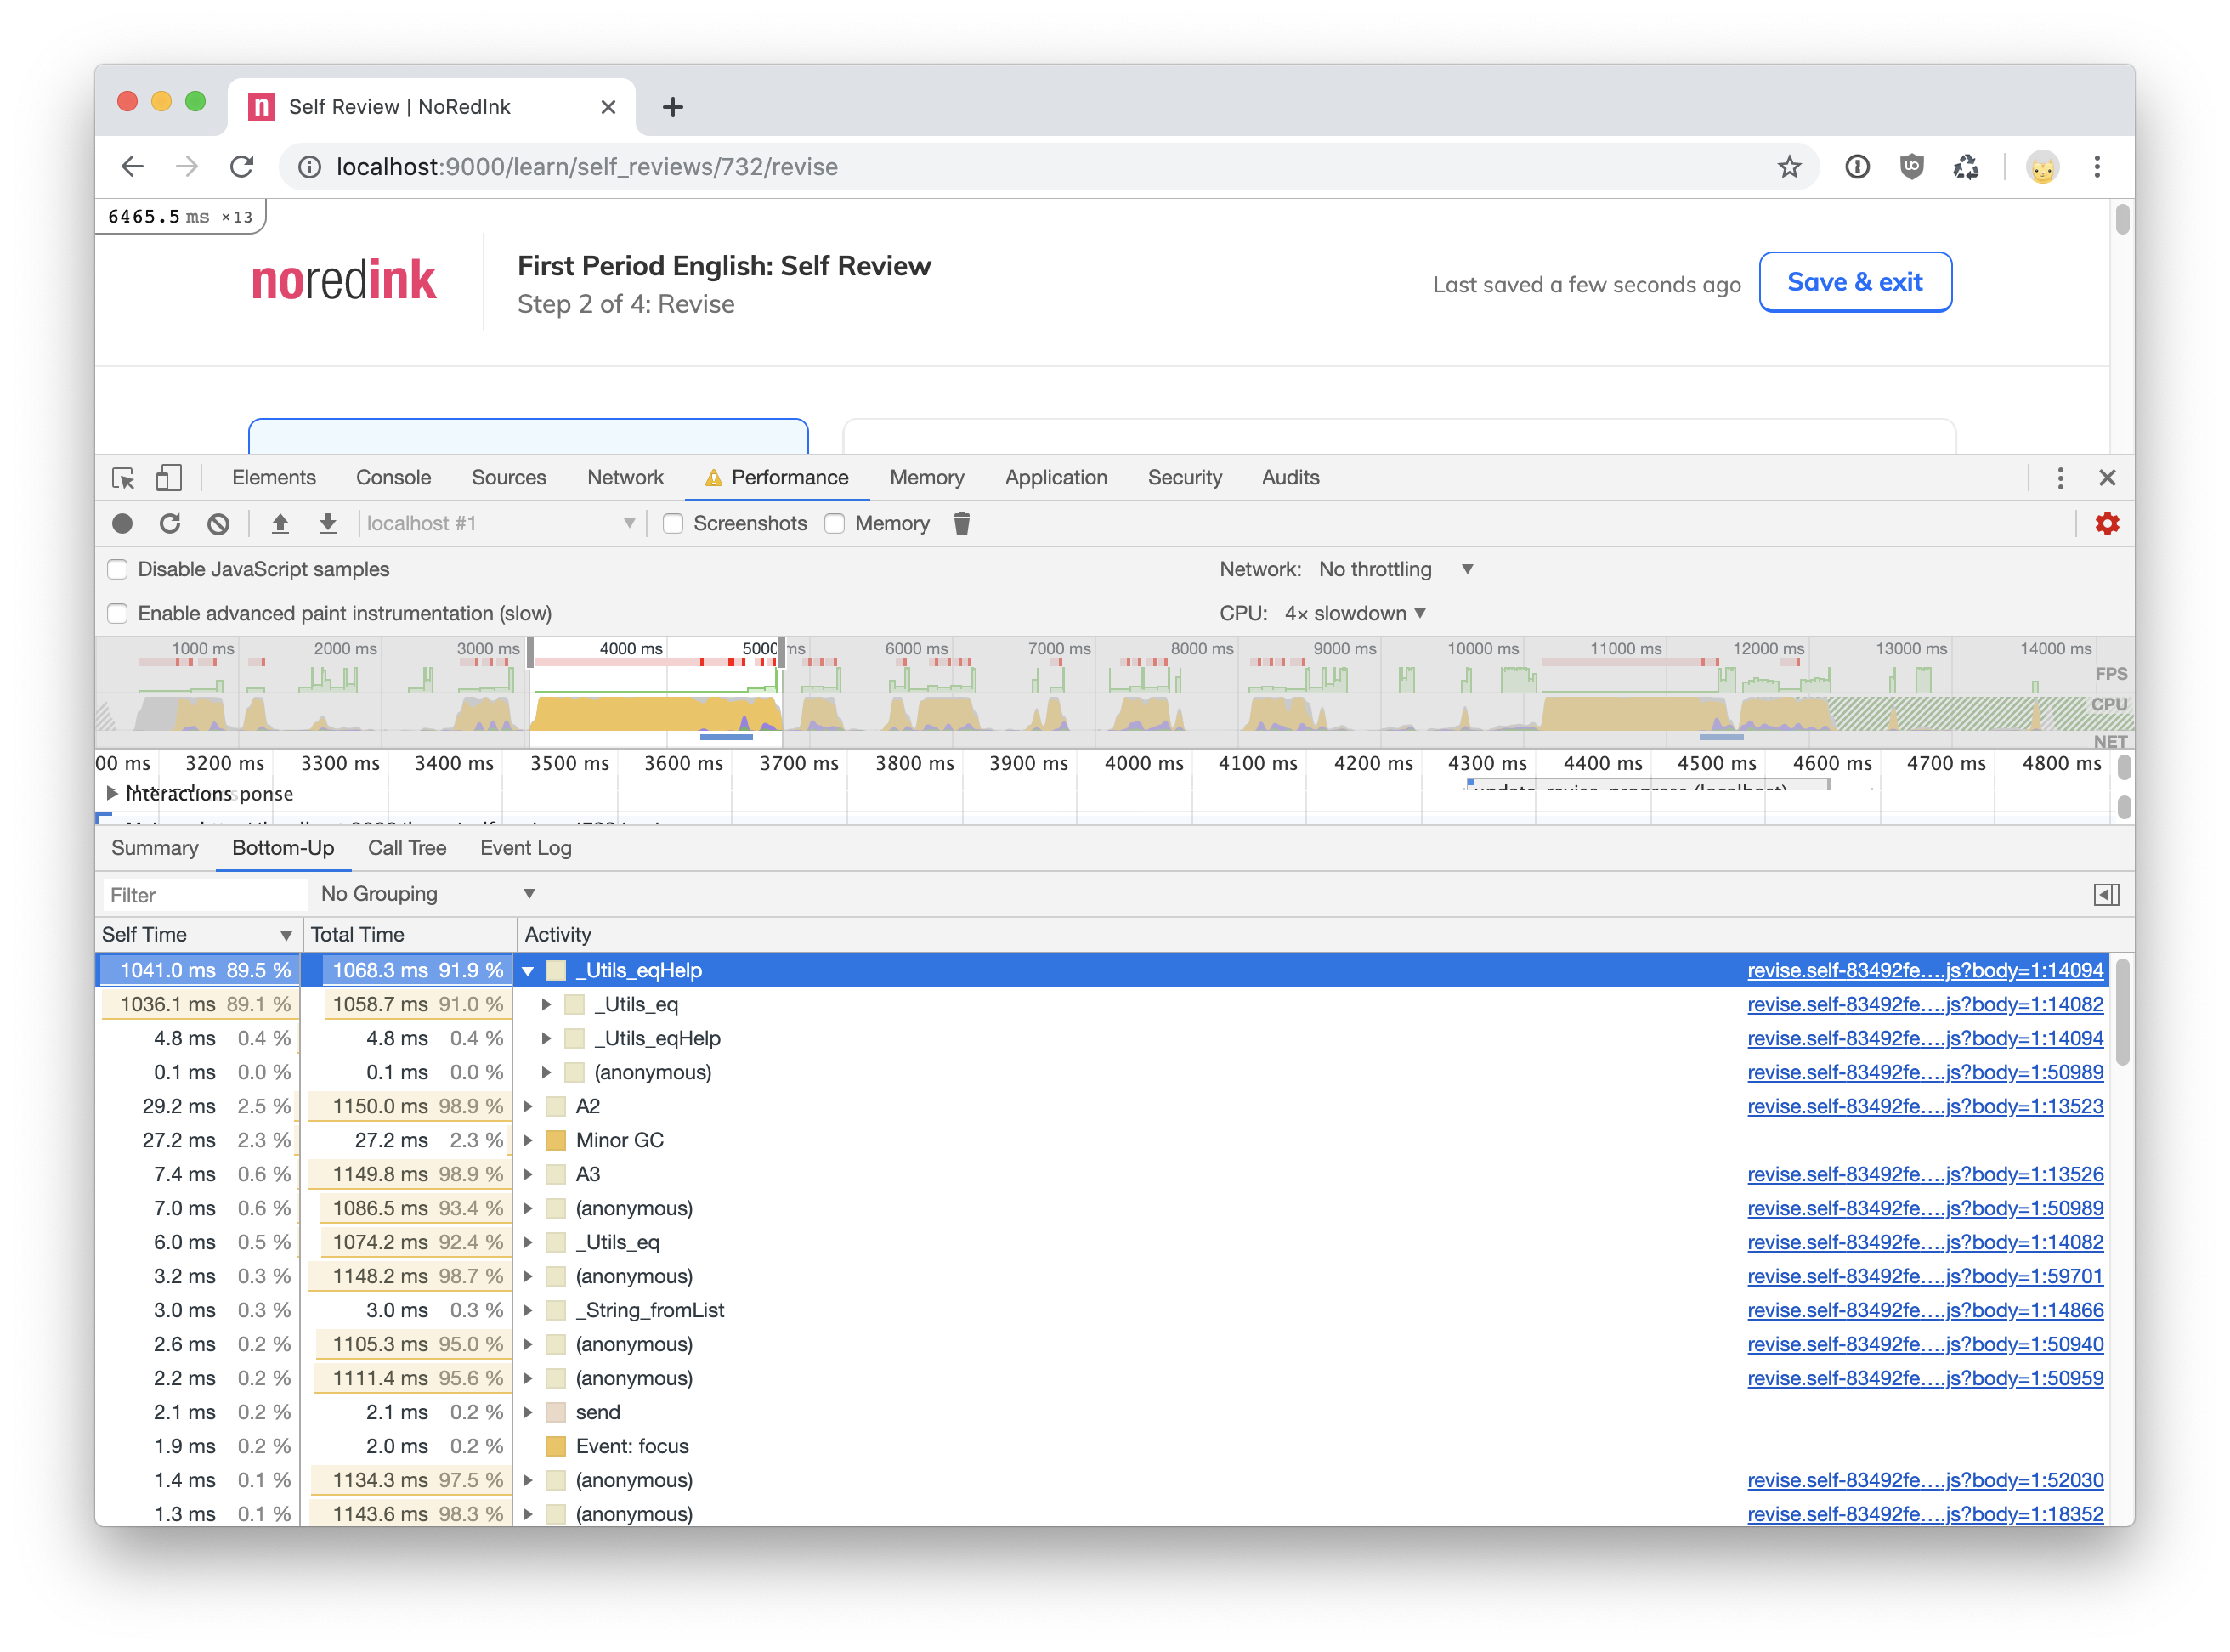 Self Review | NoRedInk
localhost:9000/learn/self_reviews/732/revise
6465.5 ms ×13
noredink
First Period English: Self Review
Step 2 of 4: Revise
Last saved a few seconds ago
Save & exit
Elements Console Sources Network Performance Memory Application Security Audits
localhost #1 Screenshots Memory
Disable JavaScript samples
Network: No throttling
Enable advanced paint instrumentation (slow)
CPU: 4× slowdown
1000 ms 2000 ms 3000 ms 4000 ms 5000 ms 6000 ms 7000 ms 8000 ms 9000 ms 10000 ms 11000 ms 12000 ms 13000 ms 14000 ms
FPS
CPU
NET
00 ms 3200 ms 3300 ms 3400 ms 3500 ms 3600 ms 3700 ms 3800 ms 3900 ms 4000 ms 4100 ms 4200 ms 4300 ms 4400 ms 4500 ms 4600 ms 4700 ms 4800 ms
Interactions ponse
update_revise_progress (localhost)
Summary Bottom-Up Call Tree Event Log
Filter No Grouping
Self Time Total Time Activity
1041.0 ms 89.5 % 1068.3 ms 91.9 % _Utils_eqHelp revise.self-83492fe….js?body=1:14094
1036.1 ms 89.1 % 1058.7 ms 91.0 % _Utils_eq revise.self-83492fe….js?body=1:14082
4.8 ms 0.4 % 4.8 ms 0.4 % _Utils_eqHelp revise.self-83492fe….js?body=1:14094
0.1 ms 0.0 % 0.1 ms 0.0 % (anonymous) revise.self-83492fe….js?body=1:50989
29.2 ms 2.5 % 1150.0 ms 98.9 % A2 revise.self-83492fe….js?body=1:13523
27.2 ms 2.3 % 27.2 ms 2.3 % Minor GC
7.4 ms 0.6 % 1149.8 ms 98.9 % A3 revise.self-83492fe….js?body=1:13526
7.0 ms 0.6 % 1086.5 ms 93.4 % (anonymous) revise.self-83492fe….js?body=1:50989
6.0 ms 0.5 % 1074.2 ms 92.4 % _Utils_eq revise.self-83492fe….js?body=1:14082
3.2 ms 0.3 % 1148.2 ms 98.7 % (anonymous) revise.self-83492fe….js?body=1:59701
3.0 ms 0.3 % 3.0 ms 0.3 % _String_fromList revise.self-83492fe….js?body=1:14866
2.6 ms 0.2 % 1105.3 ms 95.0 % (anonymous) revise.self-83492fe….js?body=1:50940
2.2 ms 0.2 % 1111.4 ms 95.6 % (anonymous) revise.self-83492fe….js?body=1:50959
2.1 ms 0.2 % 2.1 ms 0.2 % send
1.9 ms 0.2 % 2.0 ms 0.2 % Event: focus
1.4 ms 0.1 % 1134.3 ms 97.5 % (anonymous) revise.self-83492fe….js?body=1:52030
1.3 ms 0.1 % 1143.6 ms 98.3 % (anonymous) revise.self-83492fe….js?body=1:18352